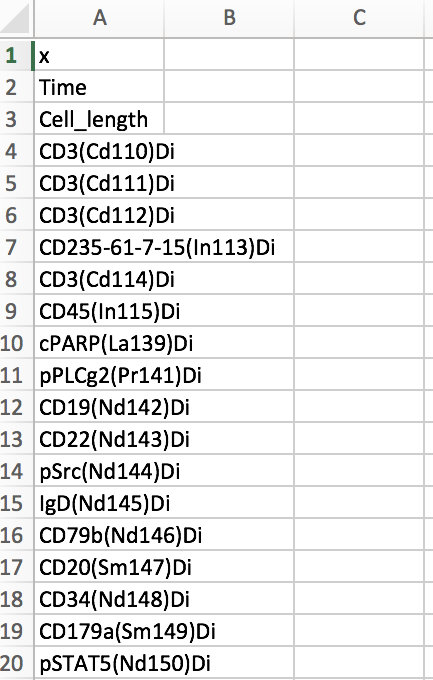 A B C
1 x
2 Time
3 Cell_length
4 CD3(Cd110)Di
5 CD3(Cd111)Di
6 CD3(Cd112)Di
7 CD235-61-7-15(In113)Di
8 CD3(Cd114)Di
9 CD45(In115)Di
10 cPARP(La139)Di
11 pPLCg2(Pr141)Di
12 CD19(Nd142)Di
13 CD22(Nd143)Di
14 pSrc(Nd144)Di
15 IgD(Nd145)Di
16 CD79b(Nd146)Di
17 CD20(Sm147)Di
18 CD34(Nd148)Di
19 CD179a(Sm149)Di
20 pSTAT5(Nd150)Di